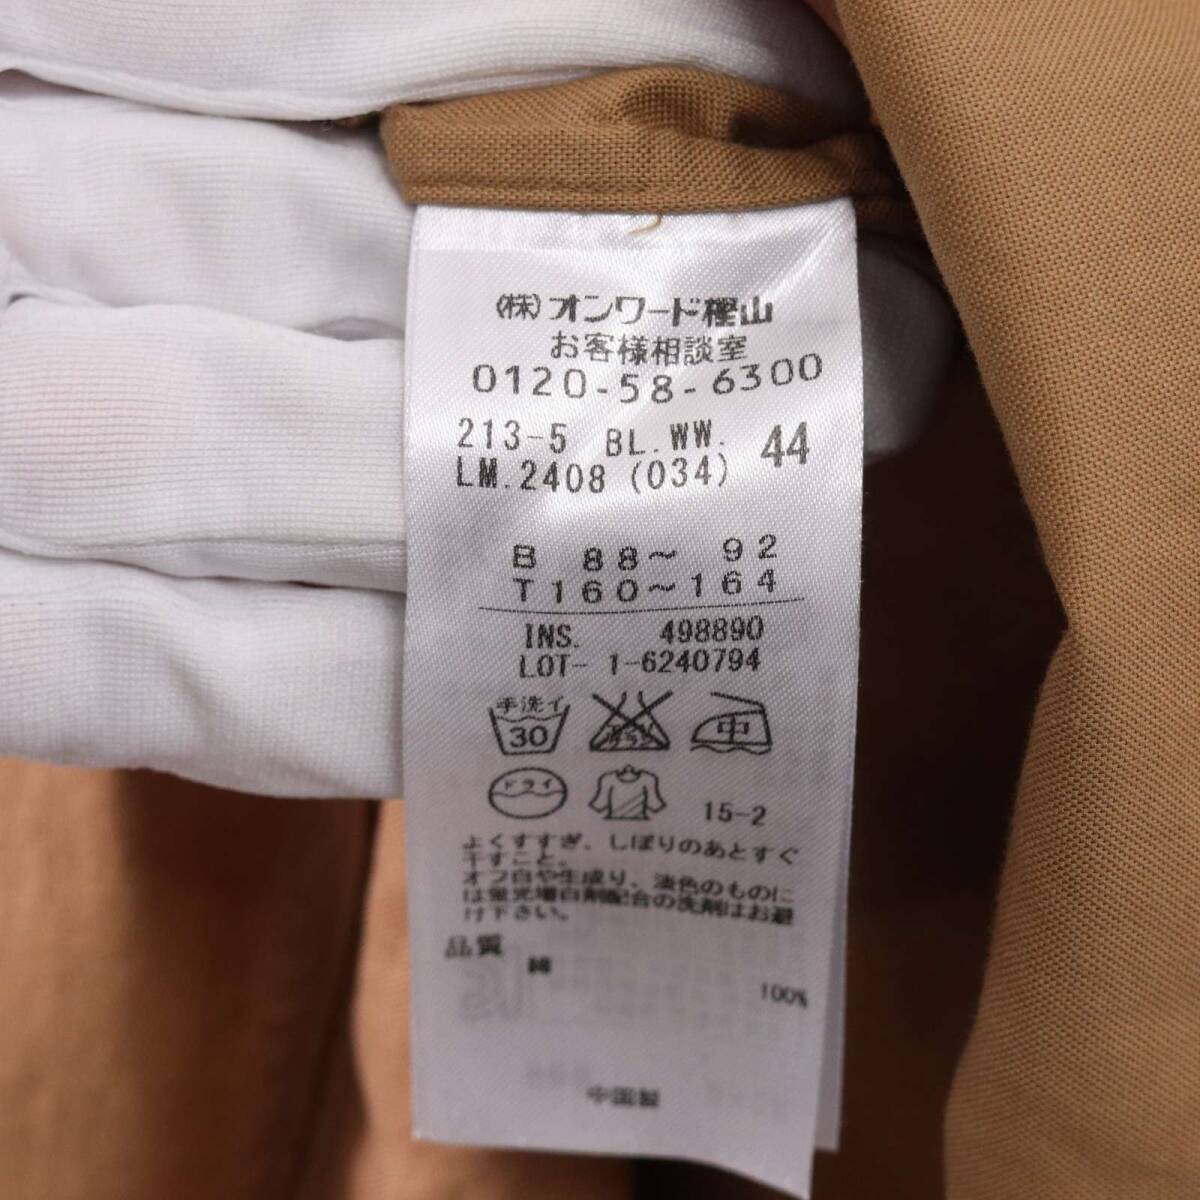 (株)オンワード樫山
お客様相談室
0120-58-6300
213-5 BL.WW. 44
LM.2408 (034)
B 88～ 92
T160～164
INS. 498890
LOT- 1-6240794
手洗イ
30
中
ドライ
15-2
よくすすぎ、しぼりのあとすぐ
干すこと。
オフ白や生成り、淡色のものに
は蛍光増白剤配合の洗剤はお避
け下さい。
品質
綿
100%
中国製